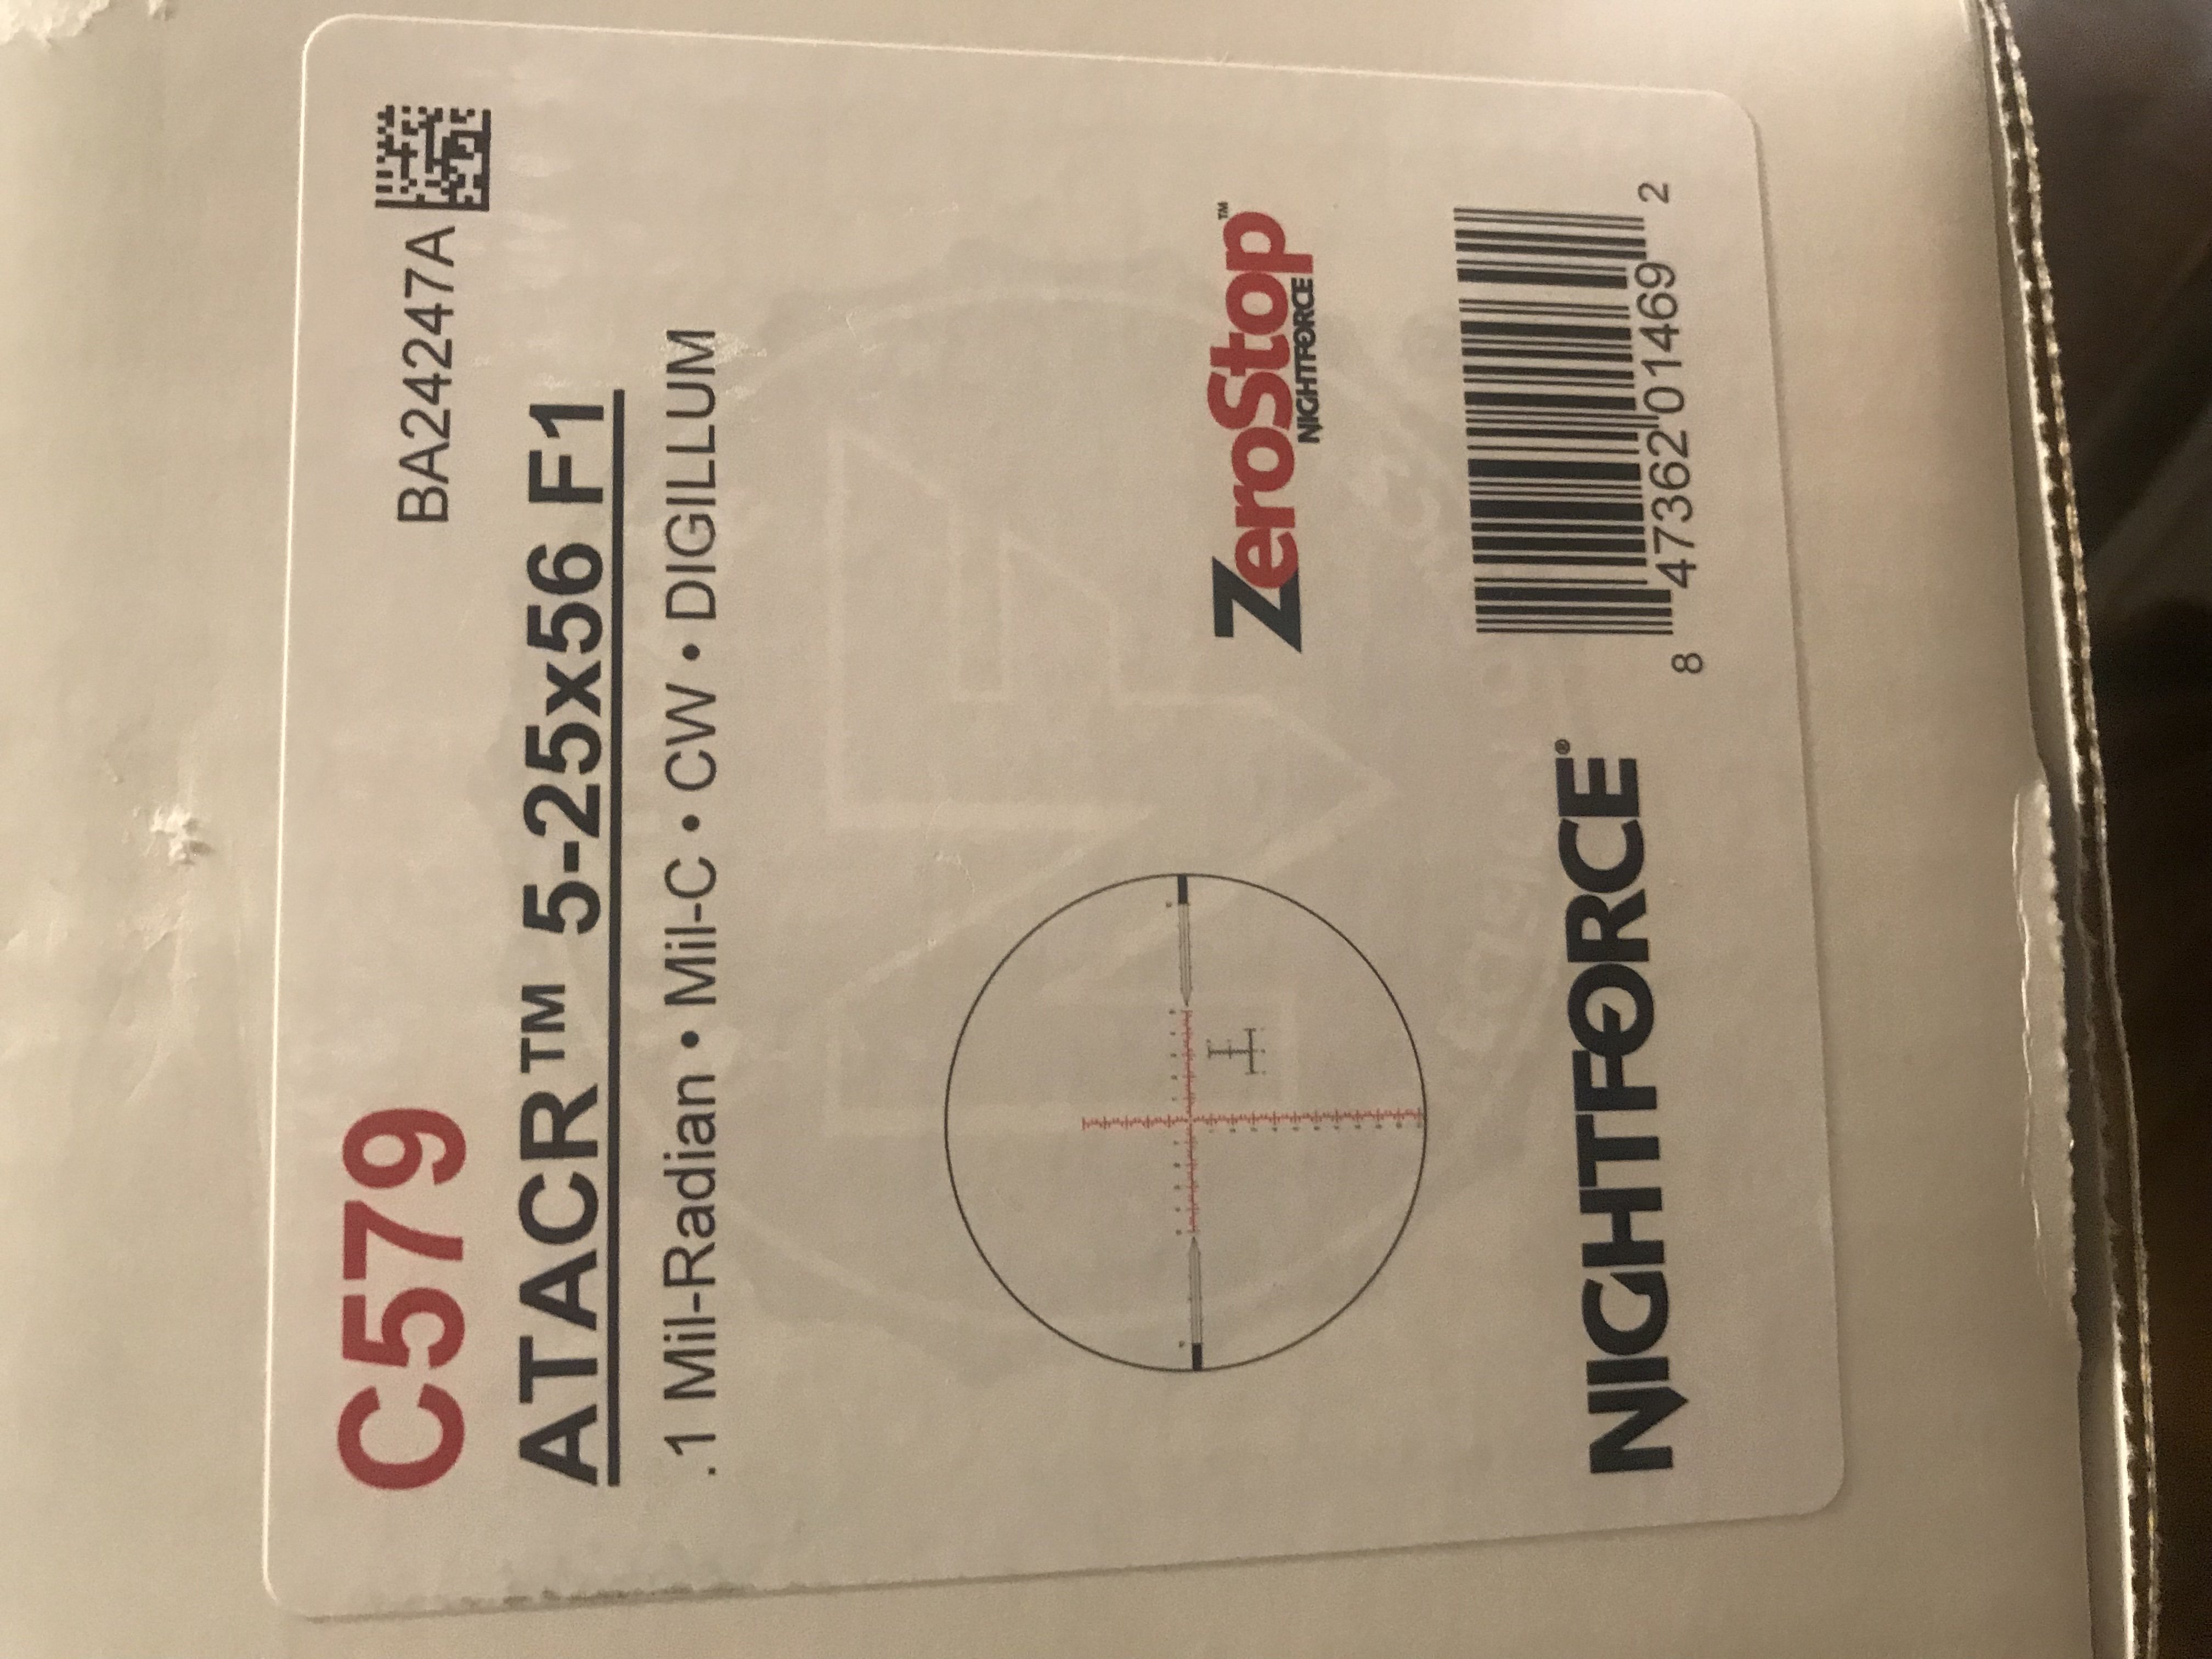 C579
BA24247A
ATACR™ 5-25x56 F1
.1 Mil-Radian • Mil-C • CW • DIGILLUM
ZeroStop™
NIGHTFORCE
NIGHTFORCE®
8 47362 01469 2